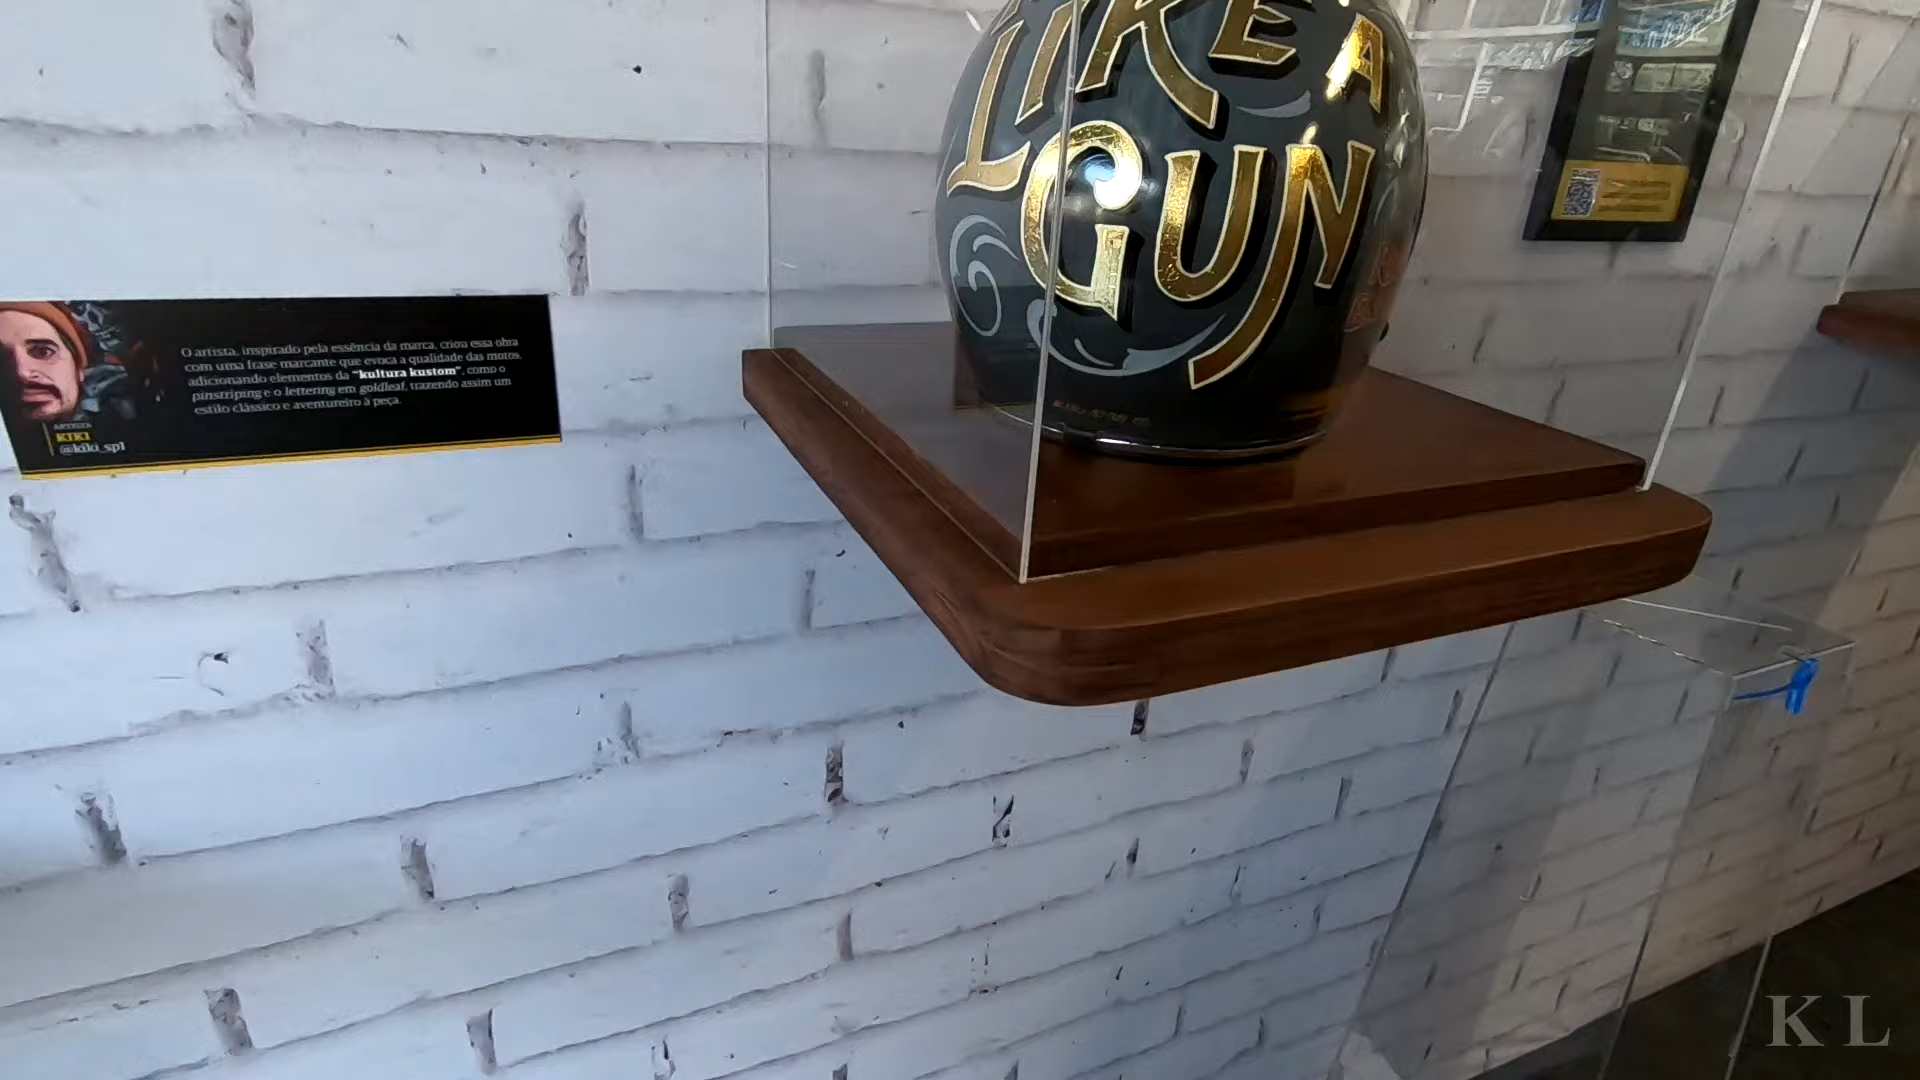 LIKE A
GUN
O artista, inspirado pela essência da marca, criou essa obra
com uma frase marcante que evoca a qualidade das motos,
adicionando elementos da "kultura kustom", como o
pinstriping e o lettering em goldleaf, trazendo assim um
estilo clássico e aventureiro à peça.
ARTISTA
KIKI
@kiki_sp1
K L